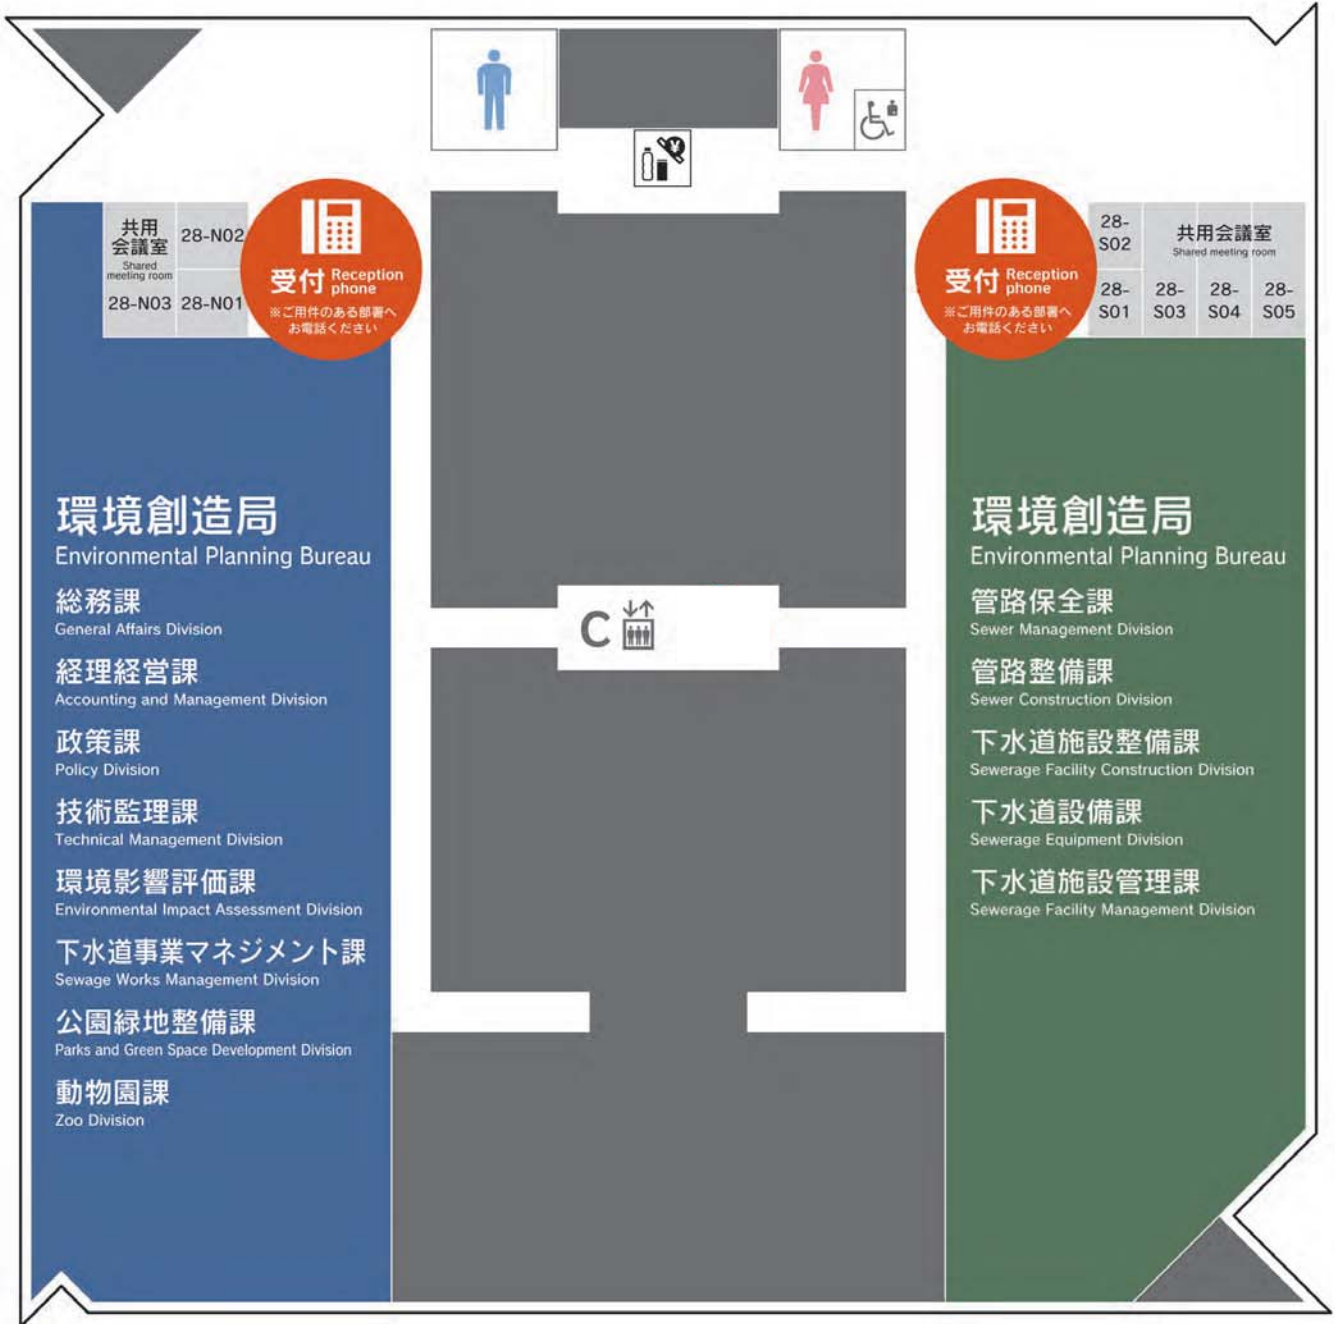 ¥
共用
会議室
Shared
meeting room
28-N02
28-N03
28-N01
受付 Reception
phone
※ご用件のある部署へ
お電話ください
受付 Reception
phone
※ご用件のある部署へ
お電話ください
28-
S02
共用会議室
Shared meeting room
28-
S01
28-
S03
28-
S04
28-
S05
環境創造局
Environmental Planning Bureau
総務課
General Affairs Division
経理経営課
Accounting and Management Division
政策課
Policy Division
技術監理課
Technical Management Division
環境影響評価課
Environmental Impact Assessment Division
下水道事業マネジメント課
Sewage Works Management Division
公園緑地整備課
Parks and Green Space Development Division
動物園課
Zoo Division
C
環境創造局
Environmental Planning Bureau
管路保全課
Sewer Management Division
管路整備課
Sewer Construction Division
下水道施設整備課
Sewerage Facility Construction Division
下水道設備課
Sewerage Equipment Division
下水道施設管理課
Sewerage Facility Management Division